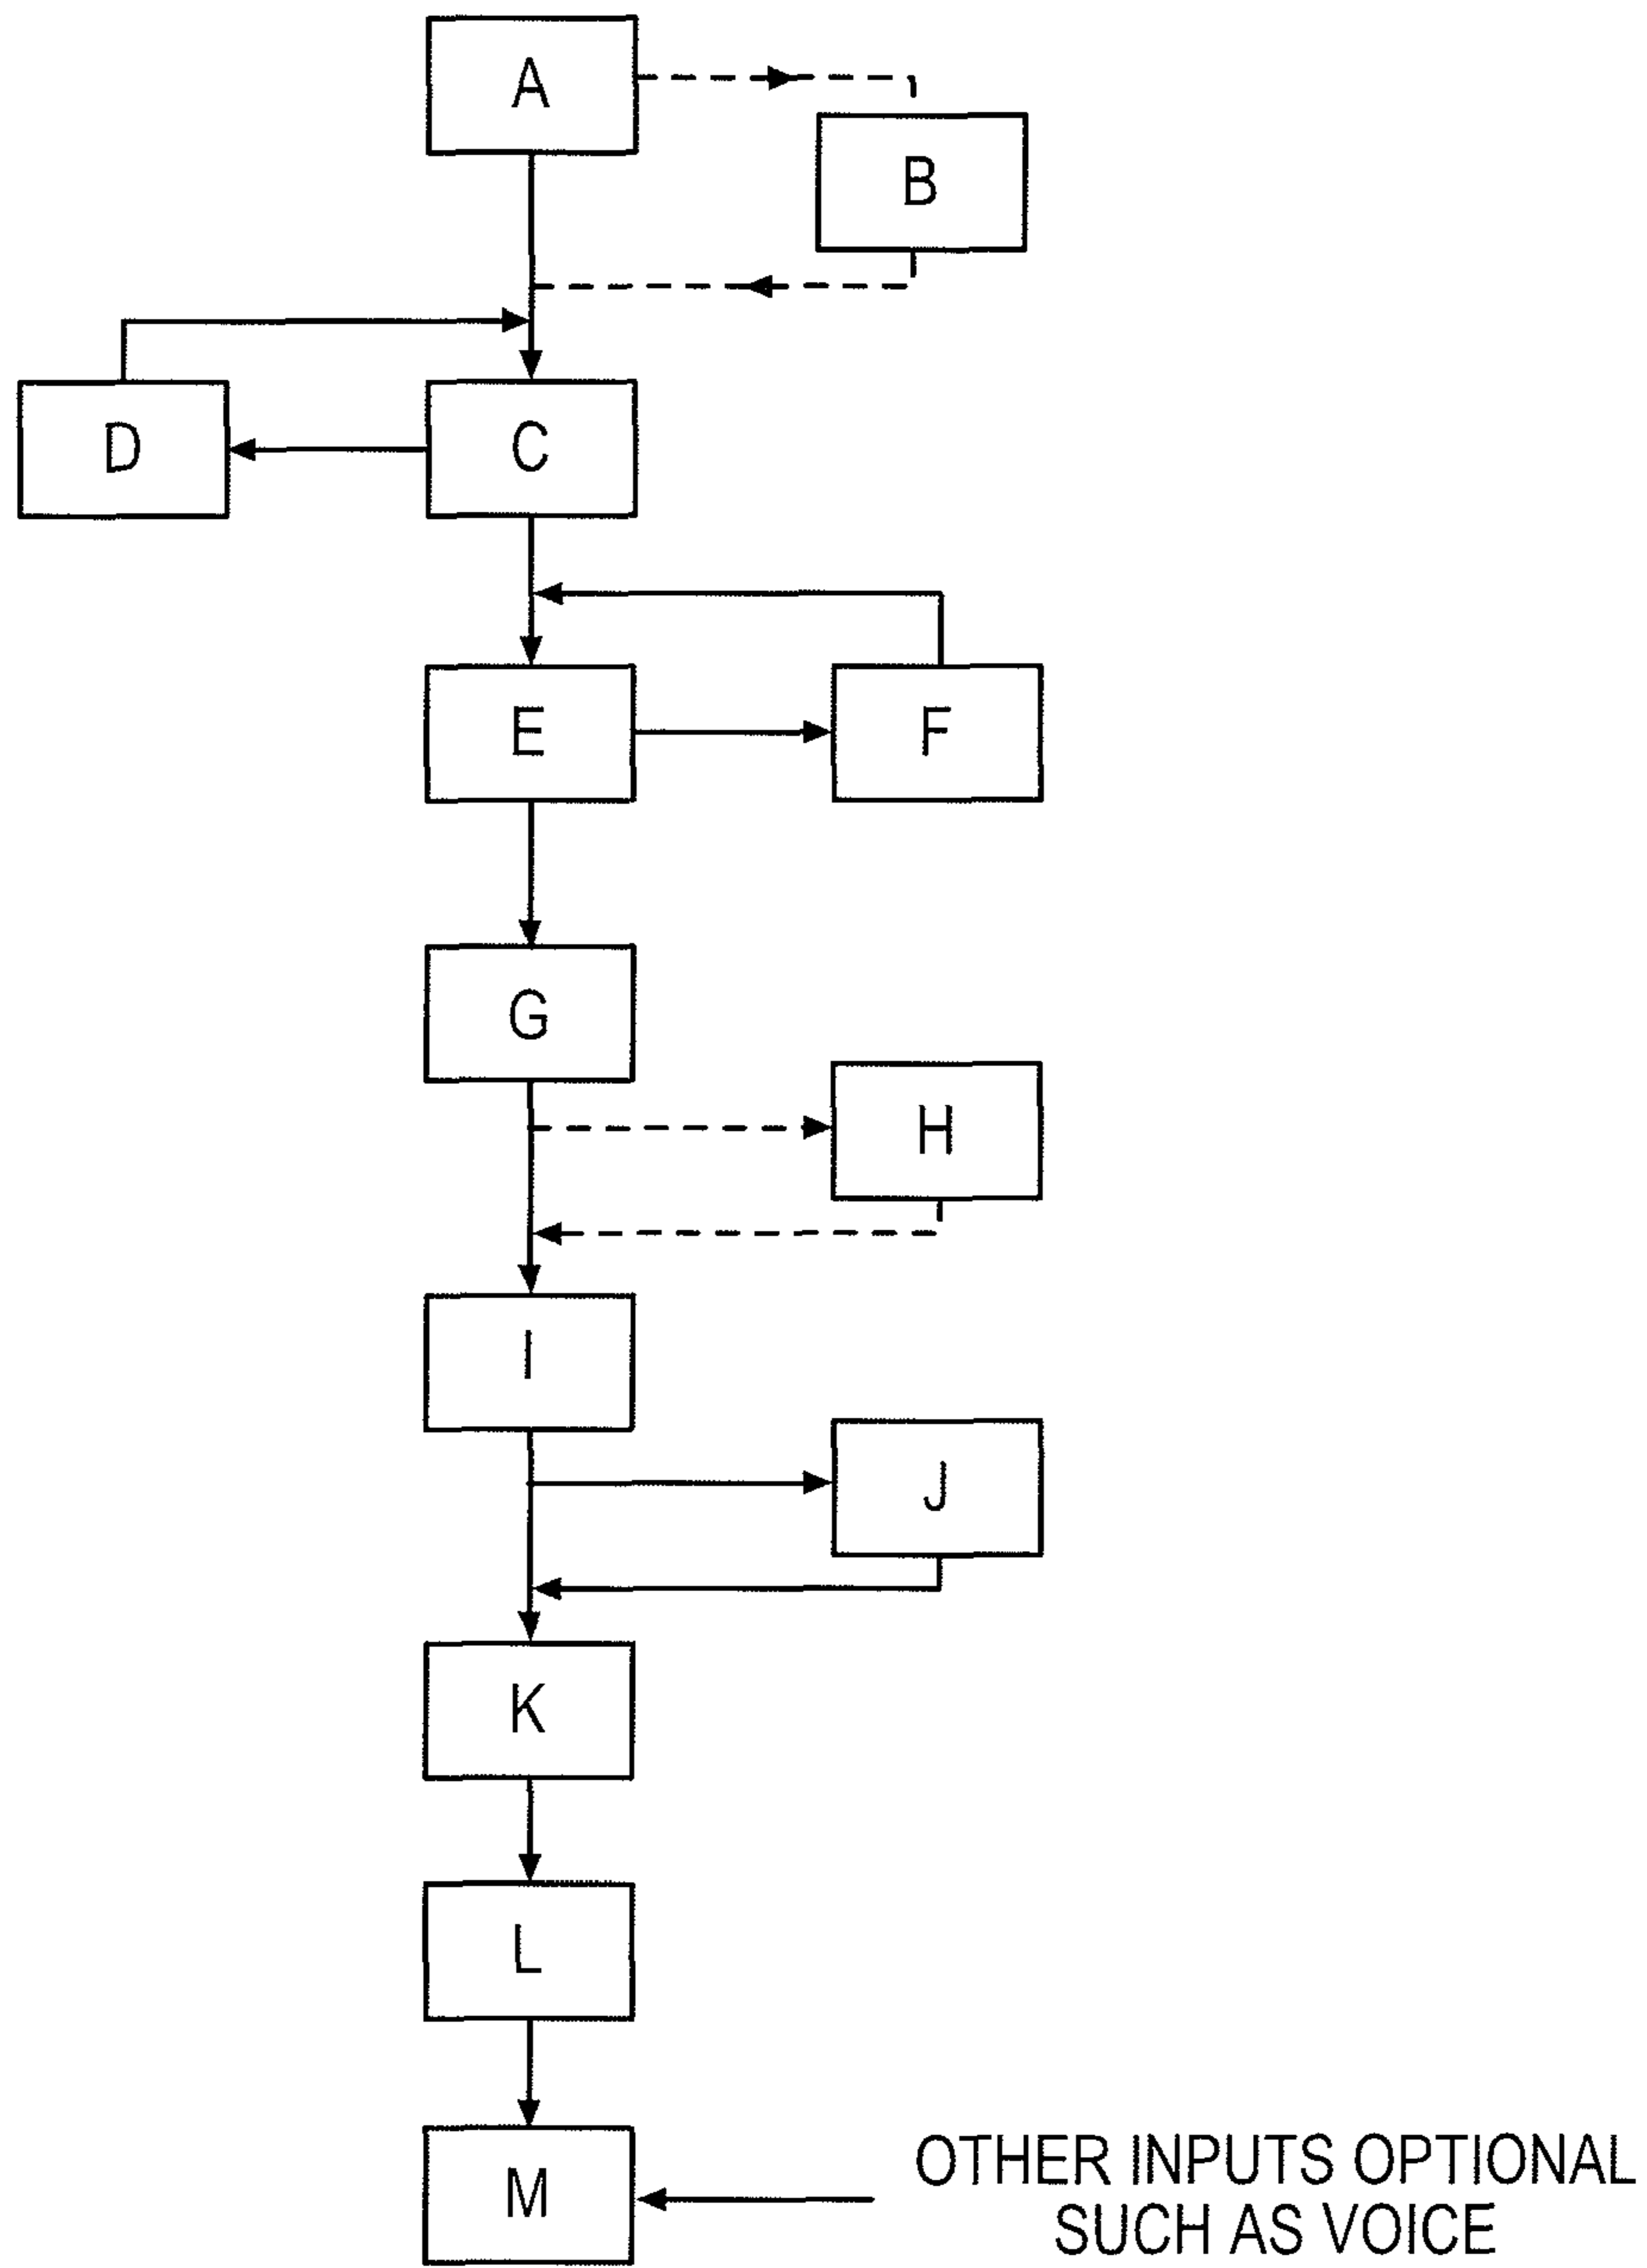 A
B
D
C
E
F
G
H
I
J
K
L
M
OTHER INPUTS OPTIONAL
SUCH AS VOICE